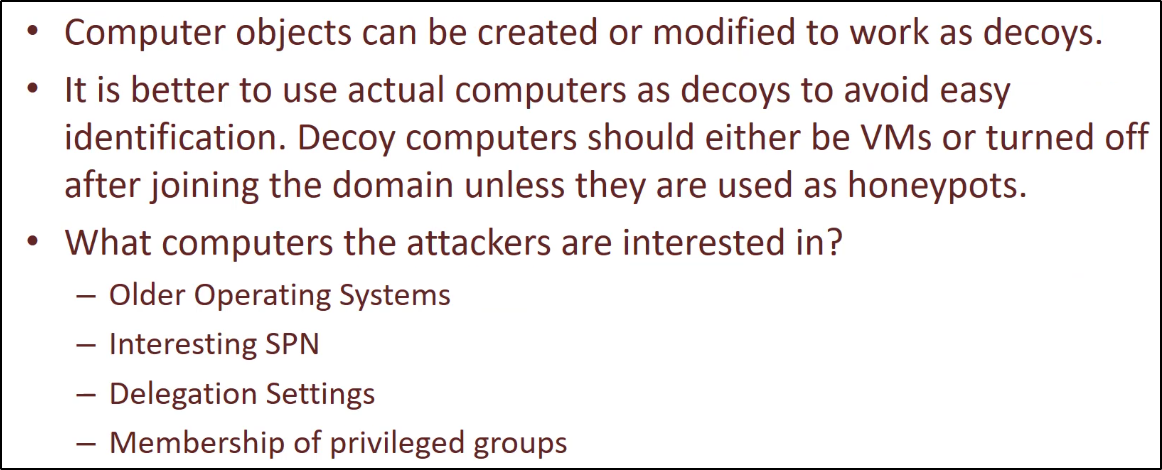 • Computer objects can be created or modified to work as decoys.
• It is better to use actual computers as decoys to avoid easy
identification. Decoy computers should either be VMs or turned off
after joining the domain unless they are used as honeypots.
• What computers the attackers are interested in?
– Older Operating Systems
– Interesting SPN
– Delegation Settings
– Membership of privileged groups